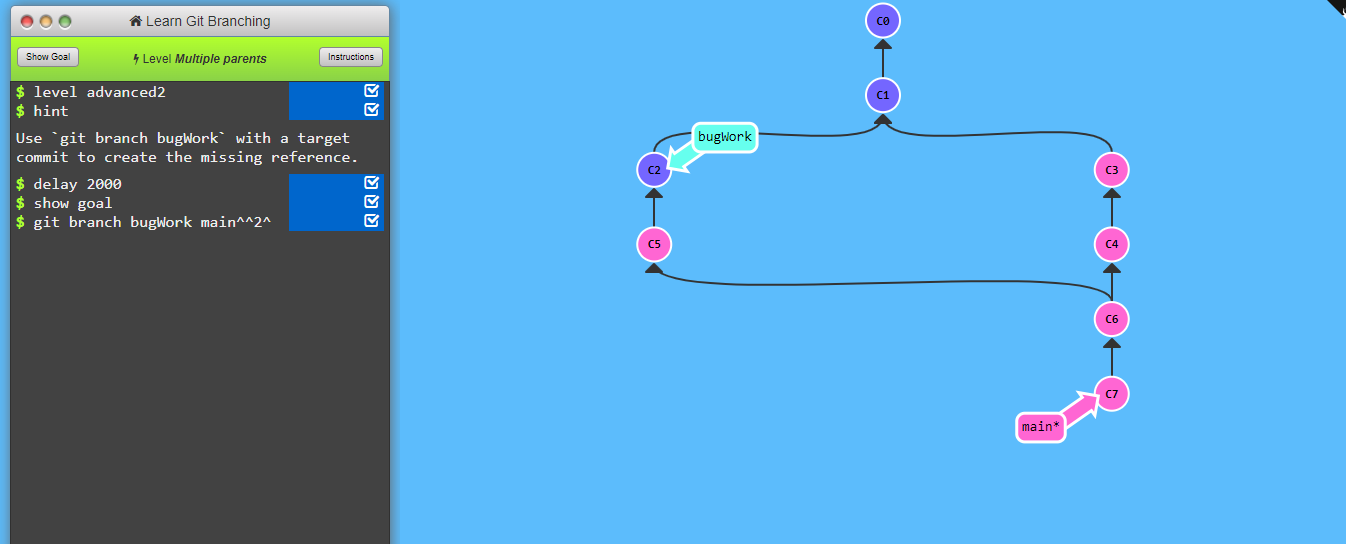 Learn Git Branching
Show Goal
Level Multiple parents
Instructions
$ level advanced2
$ hint
Use `git branch bugWork` with a target
commit to create the missing reference.
$ delay 2000
$ show goal
$ git branch bugWork main^^2^
C0
C1
bugWork
C2
C3
C5
C4
C6
C7
main*